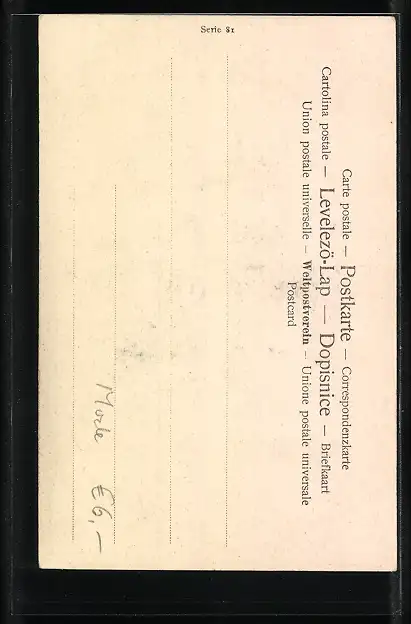 Serie 81
Carte postale — Postkarte — Correspondenzkarte
Cartolina postale — Levelezö-Lap — Dopisnice — Briefkaart
Union postale universelle — Weltpostverein — Unione postale universale
Postcard
Mode €6,—